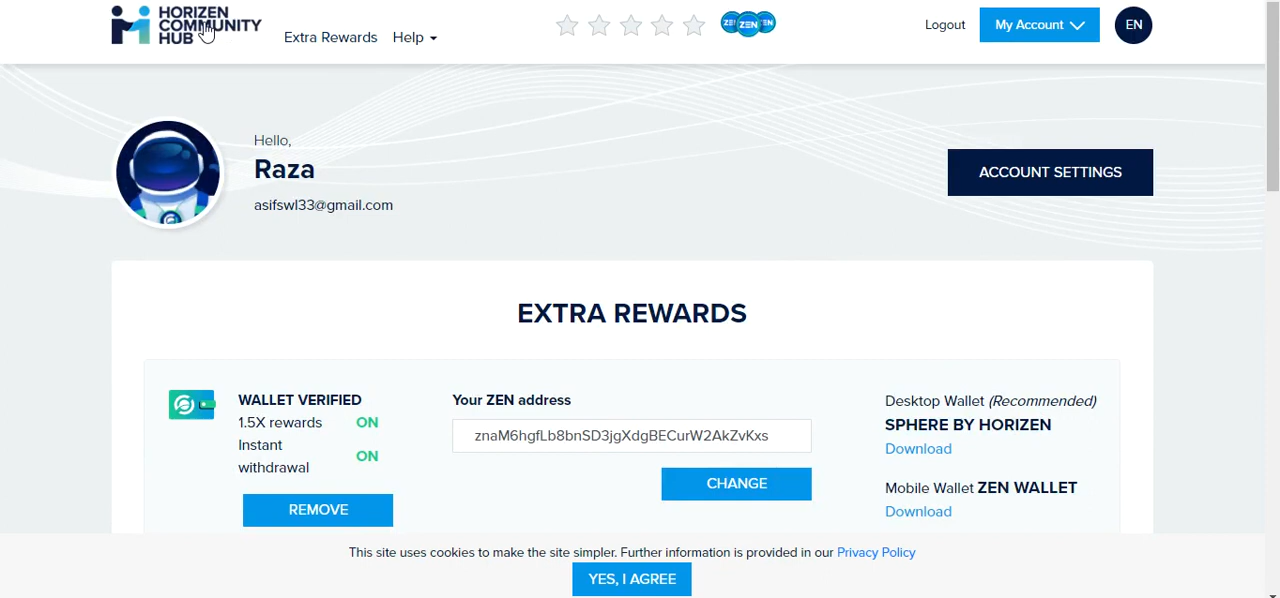 HORIZEN
COMMUNITY
HUB
Extra Rewards
Help
ZEN ZEN ZEN
Logout
My Account
EN
Hello,
Raza
asifswl33@gmail.com
ACCOUNT SETTINGS
EXTRA REWARDS
WALLET VERIFIED
1.5X rewards ON
Instant
withdrawal ON
REMOVE
Your ZEN address
znaM6hgfLb8bnSD3jgXdgBECurW2AkZvKxs
CHANGE
Desktop Wallet (Recommended)
SPHERE BY HORIZEN
Download
Mobile Wallet ZEN WALLET
Download
This site uses cookies to make the site simpler. Further information is provided in our Privacy Policy
YES, I AGREE